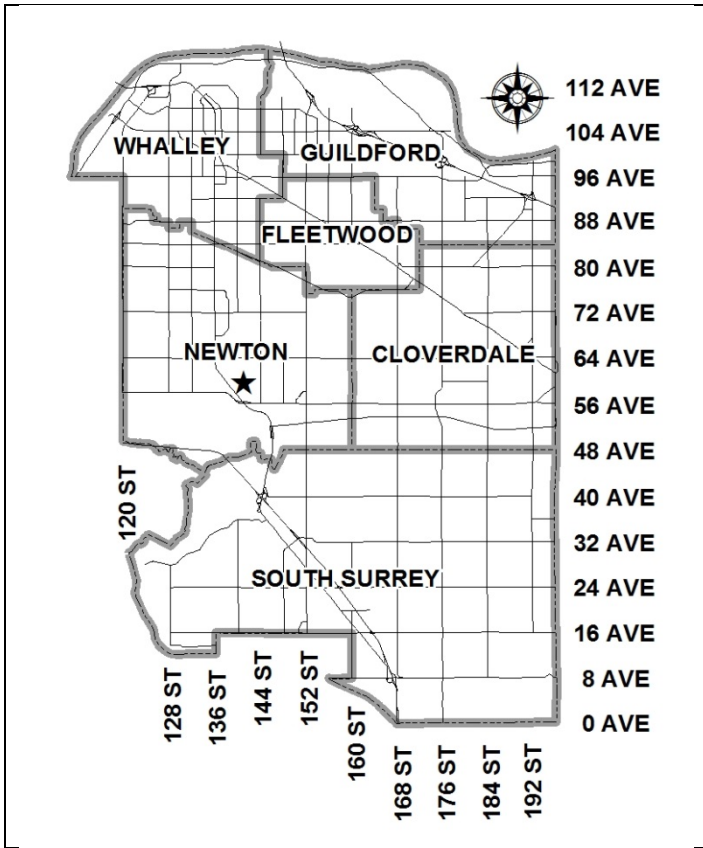 112 AVE
104 AVE
WHALLEY
GUILDFORD
96 AVE
88 AVE
FLEETWOOD
80 AVE
72 AVE
NEWTON
CLOVERDALE
64 AVE
56 AVE
48 AVE
120 ST
40 AVE
32 AVE
SOUTH SURREY
24 AVE
16 AVE
8 AVE
0 AVE
128 ST
136 ST
144 ST
152 ST
160 ST
168 ST
176 ST
184 ST
192 ST